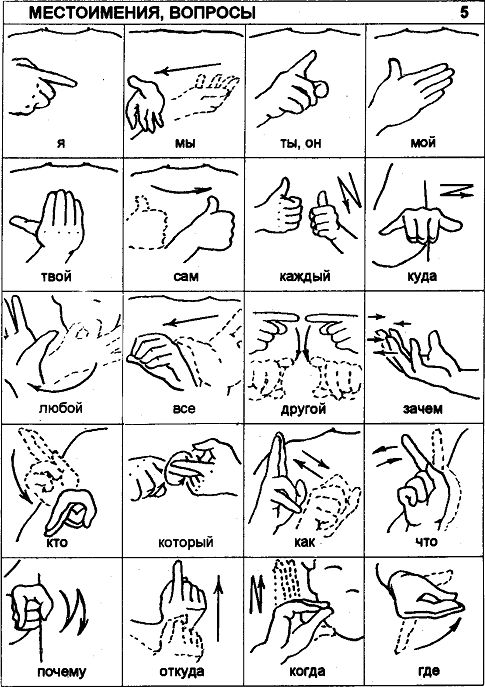 МЕСТОИМЕНИЯ, ВОПРОСЫ 5
я мы ты, он мой
твой сам каждый куда
любой все другой зачем
кто который как что
почему откуда когда где